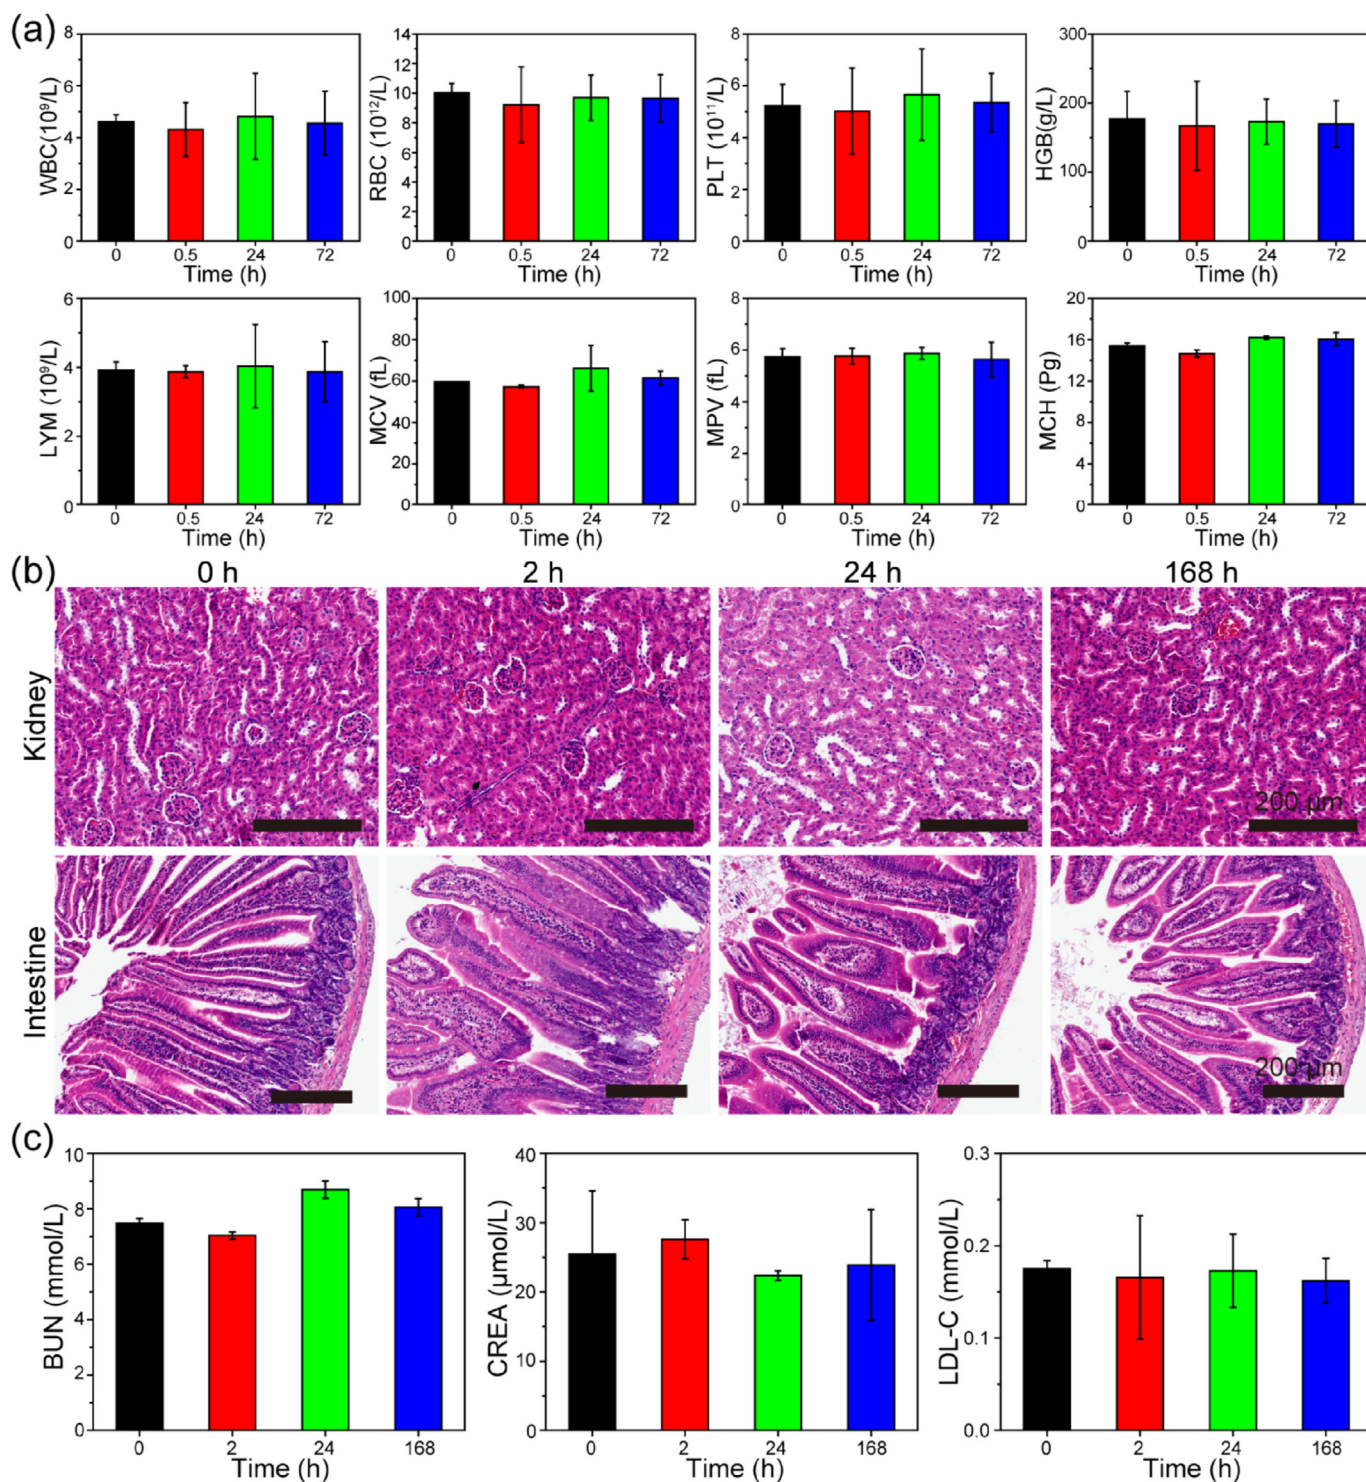 (a)
WBC(10⁹/L)
8
6
4
2
0
0 0.5 24 72
Time (h)
RBC (10¹²/L)
14
12
10
8
6
4
2
0
0 0.5 24 72
Time (h)
PLT (10¹¹/L)
8
6
4
2
0
0 0.5 24 72
Time (h)
HGB(g/L)
300
200
100
0
0 0.5 24 72
Time (h)
LYM (10⁹/L)
6
4
2
0
0 0.5 24 72
Time (h)
MCV (fL)
100
80
60
40
20
0
0 0.5 24 72
Time (h)
MPV (fL)
8
6
4
2
0
0 0.5 24 72
Time (h)
MCH (Pg)
20
16
12
8
4
0
0 0.5 24 72
Time (h)
(b)
0 h 2 h 24 h 168 h
Kidney
200 µm
Intestine
200 µm
(c)
BUN (mmol/L)
10
8
6
4
2
0
0 2 24 168
Time (h)
CREA (µmol/L)
40
30
20
10
0
0 2 24 168
Time (h)
LDL-C (mmol/L)
0.3
0.2
0.1
0.0
0 2 24 168
Time (h)